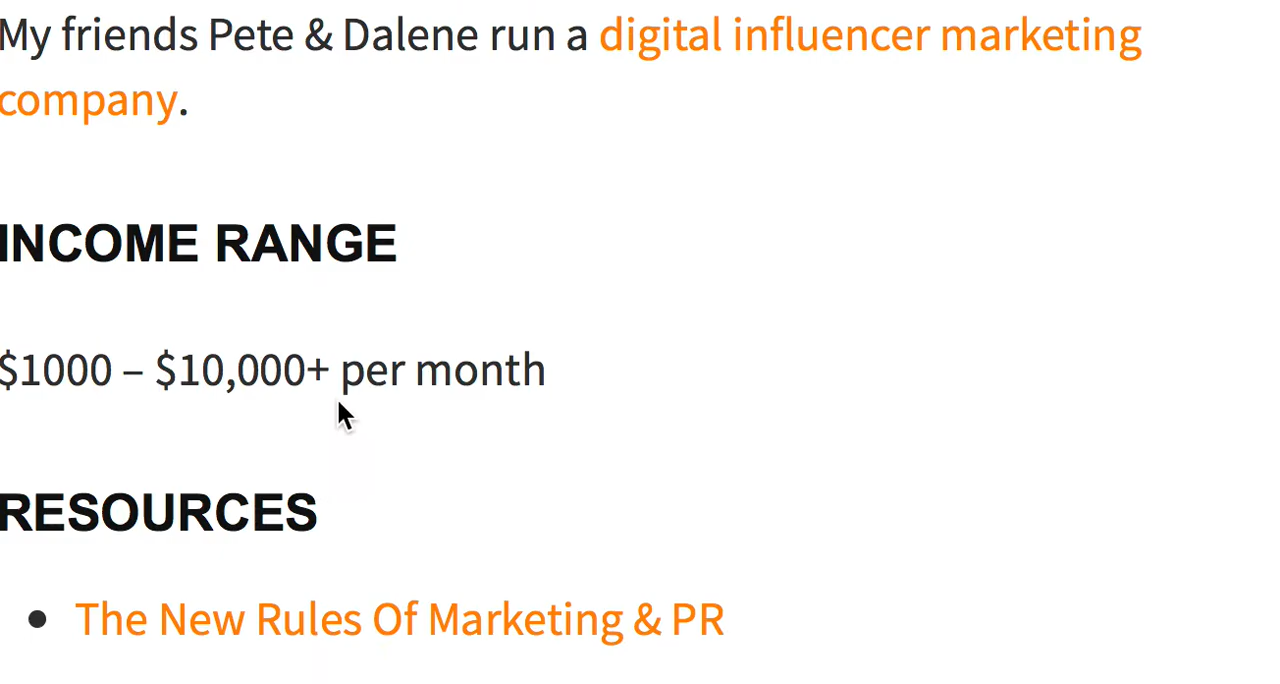 My friends Pete & Dalene run a digital influencer marketing
company.
INCOME RANGE
$1000 – $10,000+ per month
RESOURCES
• The New Rules Of Marketing & PR